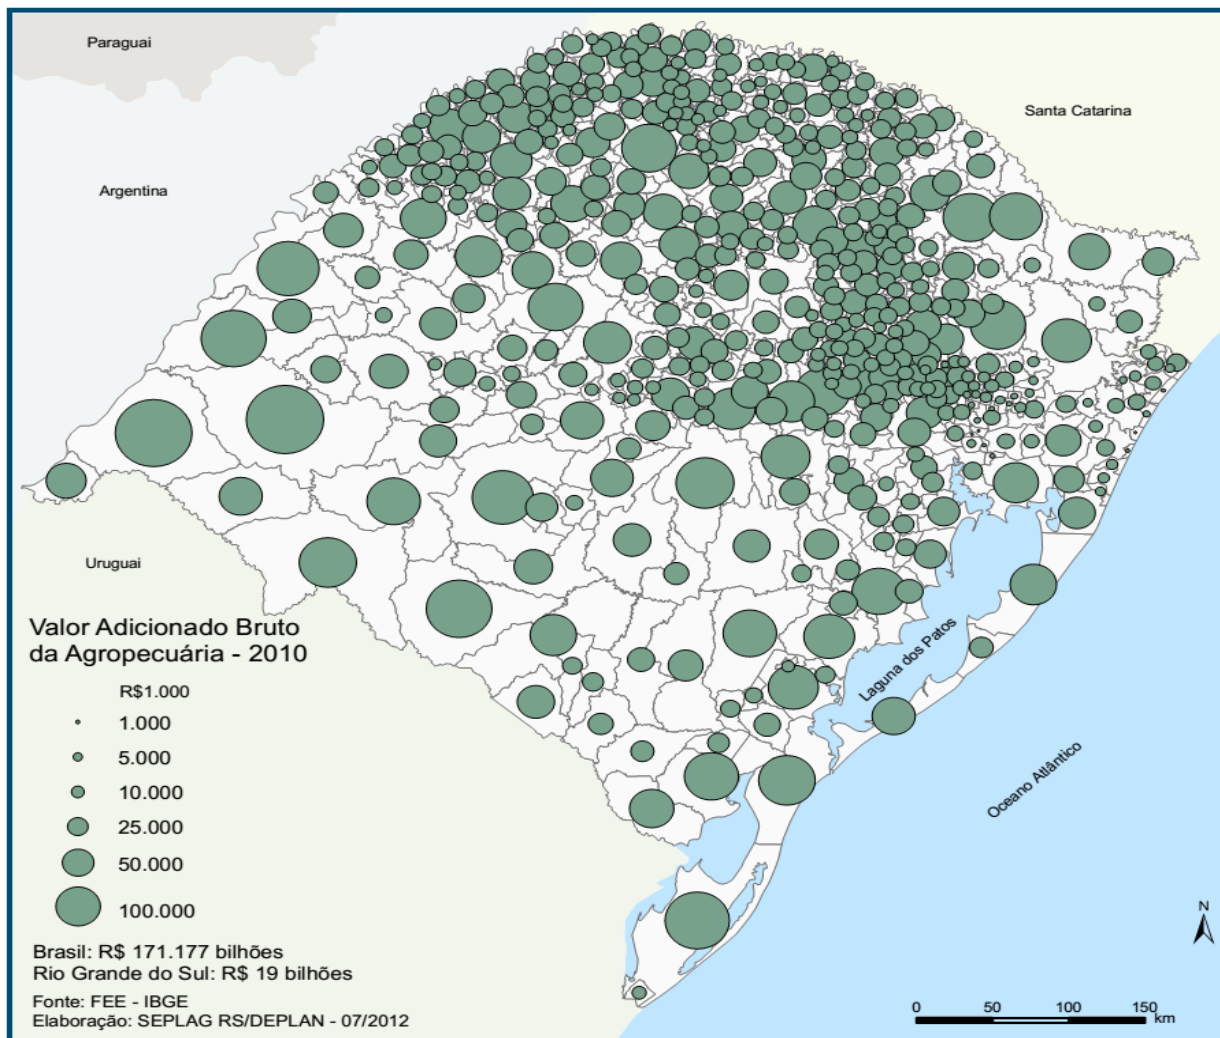 Paraguai
Santa Catarina
Argentina
Uruguai
Laguna dos Patos
Oceano Atlântico
Valor Adicionado Bruto
da Agropecuária - 2010
R$1.000
1.000
5.000
10.000
25.000
50.000
100.000
Brasil: R$ 171.177 bilhões
Rio Grande do Sul: R$ 19 bilhões
Fonte: FEE - IBGE
Elaboração: SEPLAG RS/DEPLAN - 07/2012
N
0 50 100 150
km